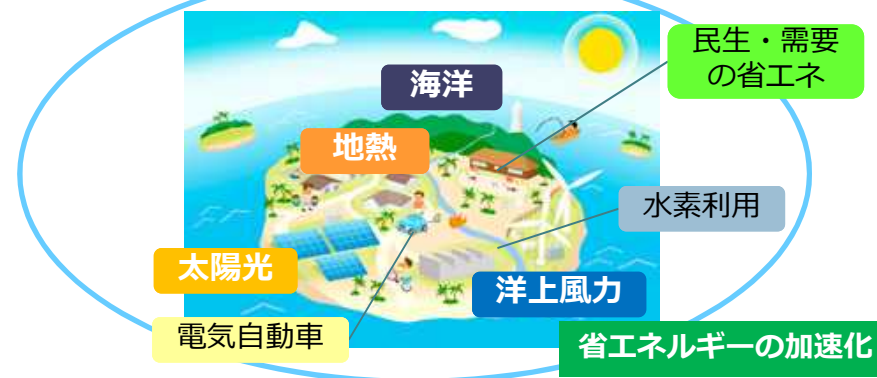 民生・需要
の省エネ
海洋
地熱
水素利用
太陽光
洋上風力
電気自動車
省エネルギーの加速化